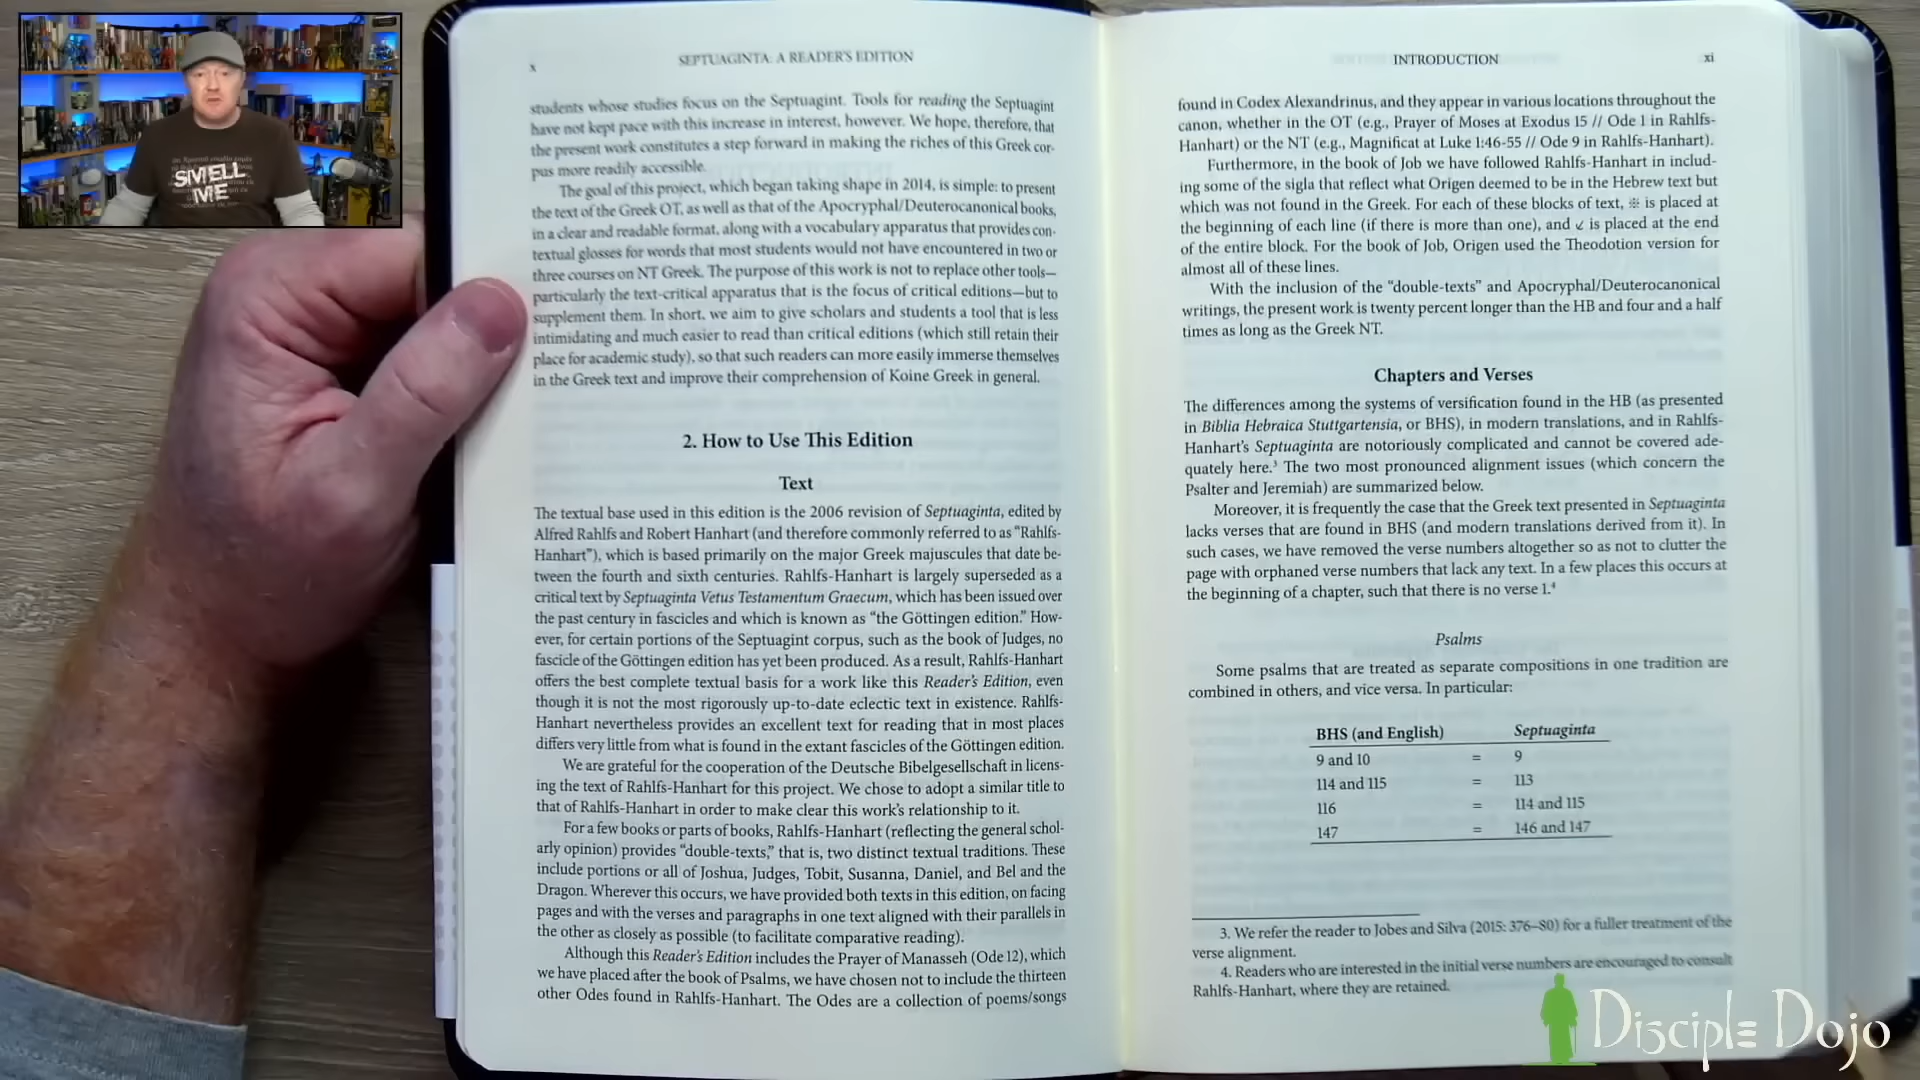 SMELL
ME
x
SEPTUAGINTA: A READER'S EDITION
students whose studies focus on the Septuagint. Tools for reading the Septuagint
have not kept pace with this increase in interest, however. We hope, therefore, that
the present work constitutes a step forward in making the riches of this Greek cor-
pus more readily accessible.
The goal of this project, which began taking shape in 2014, is simple: to present
the text of the Greek OT, as well as that of the Apocryphal/Deuterocanonical books,
in a clear and readable format, along with a vocabulary apparatus that provides con-
textual glosses for words that most students would not have encountered in two or
three courses on NT Greek. The purpose of this work is not to replace other tools—
particularly the text-critical apparatus that is the focus of critical editions—but to
supplement them. In short, we aim to give scholars and students a tool that is less
intimidating and much easier to read than critical editions (which still retain their
place for academic study), so that such readers can more easily immerse themselves
in the Greek text and improve their comprehension of Koine Greek in general.
2. How to Use This Edition
Text
The textual base used in this edition is the 2006 revision of Septuaginta, edited by
Alfred Rahlfs and Robert Hanhart (and therefore commonly referred to as “Rahlfs-
Hanhart”), which is based primarily on the major Greek majuscules that date be-
tween the fourth and sixth centuries. Rahlfs-Hanhart is largely superseded as a
critical text by Septuaginta Vetus Testamentum Graecum, which has been issued over
the past century in fascicles and which is known as “the Göttingen edition.” How-
ever, for certain portions of the Septuagint corpus, such as the book of Judges, no
fascicle of the Göttingen edition has yet been produced. As a result, Rahlfs-Hanhart
offers the best complete textual basis for a work like this Reader's Edition, even
though it is not the most rigorously up-to-date eclectic text in existence. Rahlfs-
Hanhart nevertheless provides an excellent text for reading that in most places
differs very little from what is found in the extant fascicles of the Göttingen edition.
We are grateful for the cooperation of the Deutsche Bibelgesellschaft in licens-
ing the text of Rahlfs-Hanhart for this project. We chose to adopt a similar title to
that of Rahlfs-Hanhart in order to make clear this work's relationship to it.
For a few books or parts of books, Rahlfs-Hanhart (reflecting the general schol-
arly opinion) provides “double-texts,” that is, two distinct textual traditions. These
include portions or all of Joshua, Judges, Tobit, Susanna, Daniel, and Bel and the
Dragon. Wherever this occurs, we have provided both texts in this edition, on facing
pages and with the verses and paragraphs in one text aligned with their parallels in
the other as closely as possible (to facilitate comparative reading).
Although this Reader's Edition includes the Prayer of Manasseh (Ode 12), which
we have placed after the book of Psalms, we have chosen not to include the thirteen
other Odes found in Rahlfs-Hanhart. The Odes are a collection of poems/songs
INTRODUCTION
xi
found in Codex Alexandrinus, and they appear in various locations throughout the
canon, whether in the OT (e.g., Prayer of Moses at Exodus 15 // Ode 1 in Rahlfs-
Hanhart) or the NT (e.g., Magnificat at Luke 1:46-55 // Ode 9 in Rahlfs-Hanhart).
Furthermore, in the book of Job we have followed Rahlfs-Hanhart in includ-
ing some of the sigla that reflect what Origen deemed to be in the Hebrew text but
which was not found in the Greek. For each of these blocks of text, ※ is placed at
the beginning of each line (if there is more than one), and ↙ is placed at the end
of the entire block. For the book of Job, Origen used the Theodotion version for
almost all of these lines.
With the inclusion of the “double-texts” and Apocryphal/Deuterocanonical
writings, the present work is twenty percent longer than the HB and four and a half
times as long as the Greek NT.
Chapters and Verses
The differences among the systems of versification found in the HB (as presented
in Biblia Hebraica Stuttgartensia, or BHS), in modern translations, and in Rahlfs-
Hanhart's Septuaginta are notoriously complicated and cannot be covered ade-
quately here.³ The two most pronounced alignment issues (which concern the
Psalter and Jeremiah) are summarized below.
Moreover, it is frequently the case that the Greek text presented in Septuaginta
lacks verses that are found in BHS (and modern translations derived from it). In
such cases, we have removed the verse numbers altogether so as not to clutter the
page with orphaned verse numbers that lack any text. In a few places this occurs at
the beginning of a chapter, such that there is no verse 1.⁴
Psalms
Some psalms that are treated as separate compositions in one tradition are
combined in others, and vice versa. In particular:
BHS (and English) Septuaginta
9 and 10 = 9
114 and 115 = 113
116 = 114 and 115
147 = 146 and 147
3. We refer the reader to Jobes and Silva (2015: 376–80) for a fuller treatment of the
verse alignment.
4. Readers who are interested in the initial verse numbers are encouraged to consult
Rahlfs-Hanhart, where they are retained.
Disciple Dojo